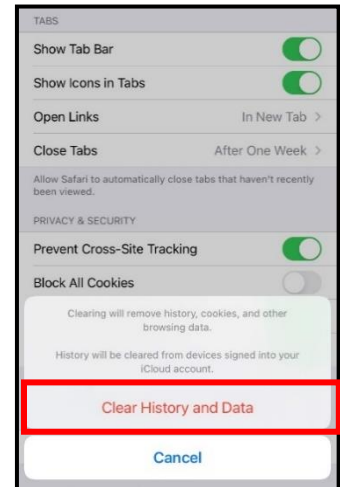 TABS
Show Tab Bar
Show Icons in Tabs
Open Links In New Tab >
Close Tabs After One Week >
Allow Safari to automatically close tabs that haven't recently
been viewed.
PRIVACY & SECURITY
Prevent Cross-Site Tracking
Block All Cookies
Clearing will remove history, cookies, and other
browsing data.
History will be cleared from devices signed into your
iCloud account.
Clear History and Data
Cancel